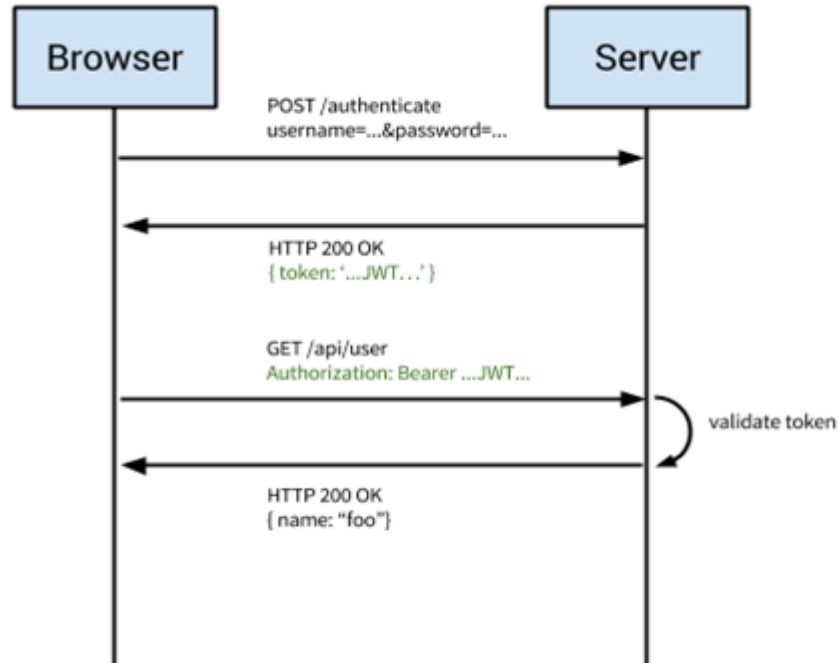 Browser
Server
POST /authenticate
username=...&password=...
HTTP 200 OK
{ token: ‘...JWT...’ }
GET /api/user
Authorization: Bearer ...JWT...
validate token
HTTP 200 OK
{ name: “foo”}